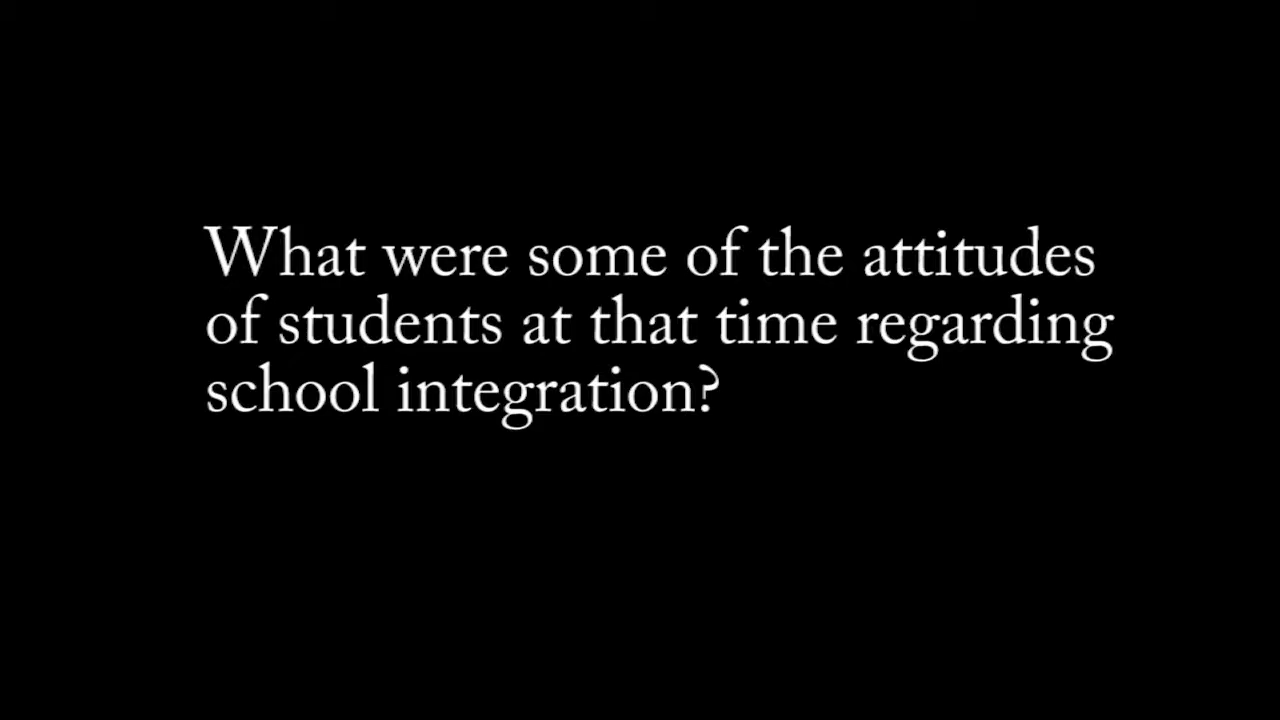 What were some of the attitudes
of students at that time regarding
school integration?